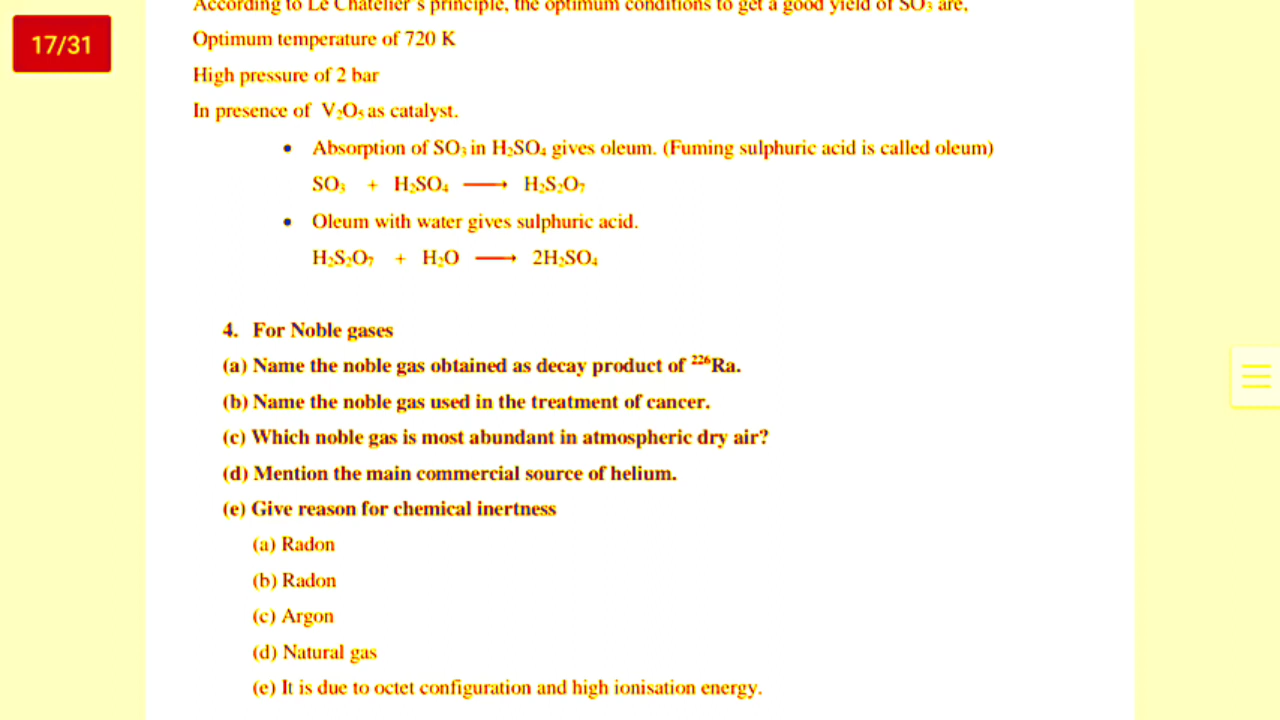 17/31
According to Le Chatelier's principle, the optimum conditions to get a good yield of SO₃ are,
Optimum temperature of 720 K
High pressure of 2 bar
In presence of V₂O₅ as catalyst.
• Absorption of SO₃ in H₂SO₄ gives oleum. (Fuming sulphuric acid is called oleum)
SO₃ + H₂SO₄ ⟶ H₂S₂O₇
• Oleum with water gives sulphuric acid.
H₂S₂O₇ + H₂O ⟶ 2H₂SO₄
4. For Noble gases
(a) Name the noble gas obtained as decay product of ²²⁶Ra.
(b) Name the noble gas used in the treatment of cancer.
(c) Which noble gas is most abundant in atmospheric dry air?
(d) Mention the main commercial source of helium.
(e) Give reason for chemical inertness
(a) Radon
(b) Radon
(c) Argon
(d) Natural gas
(e) It is due to octet configuration and high ionisation energy.